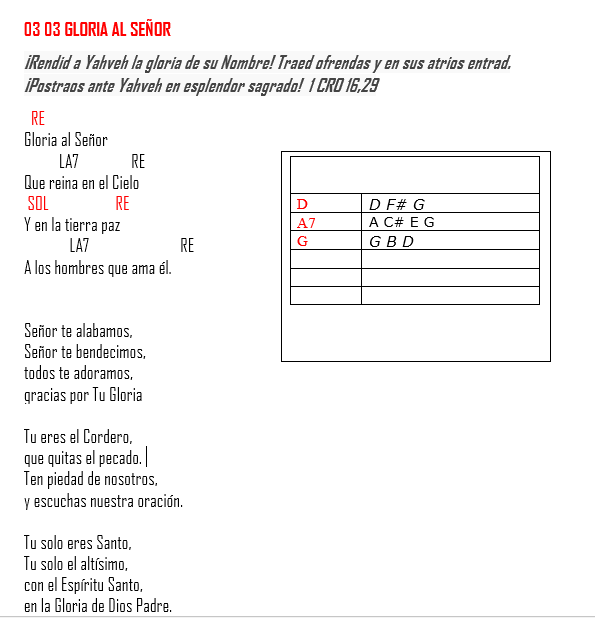 03 03 GLORIA AL SEÑOR
¡Rendid a Yahveh la gloria de su Nombre! Traed ofrendas y en sus atrios entrad.
¡Postraos ante Yahveh en esplendor sagrado! 1 CRO 16,29
RE
Gloria al Señor
LA7 RE
Que reina en el Cielo
SOL RE
Y en la tierra paz
LA7 RE
A los hombres que ama él.
D D F# G
A7 A C# E G
G G B D
Señor te alabamos,
Señor te bendecimos,
todos te adoramos,
gracias por Tu Gloria
Tu eres el Cordero,
que quitas el pecado.
Ten piedad de nosotros,
y escuchas nuestra oración.
Tu solo eres Santo,
Tu solo el altísimo,
con el Espíritu Santo,
en la Gloria de Dios Padre.